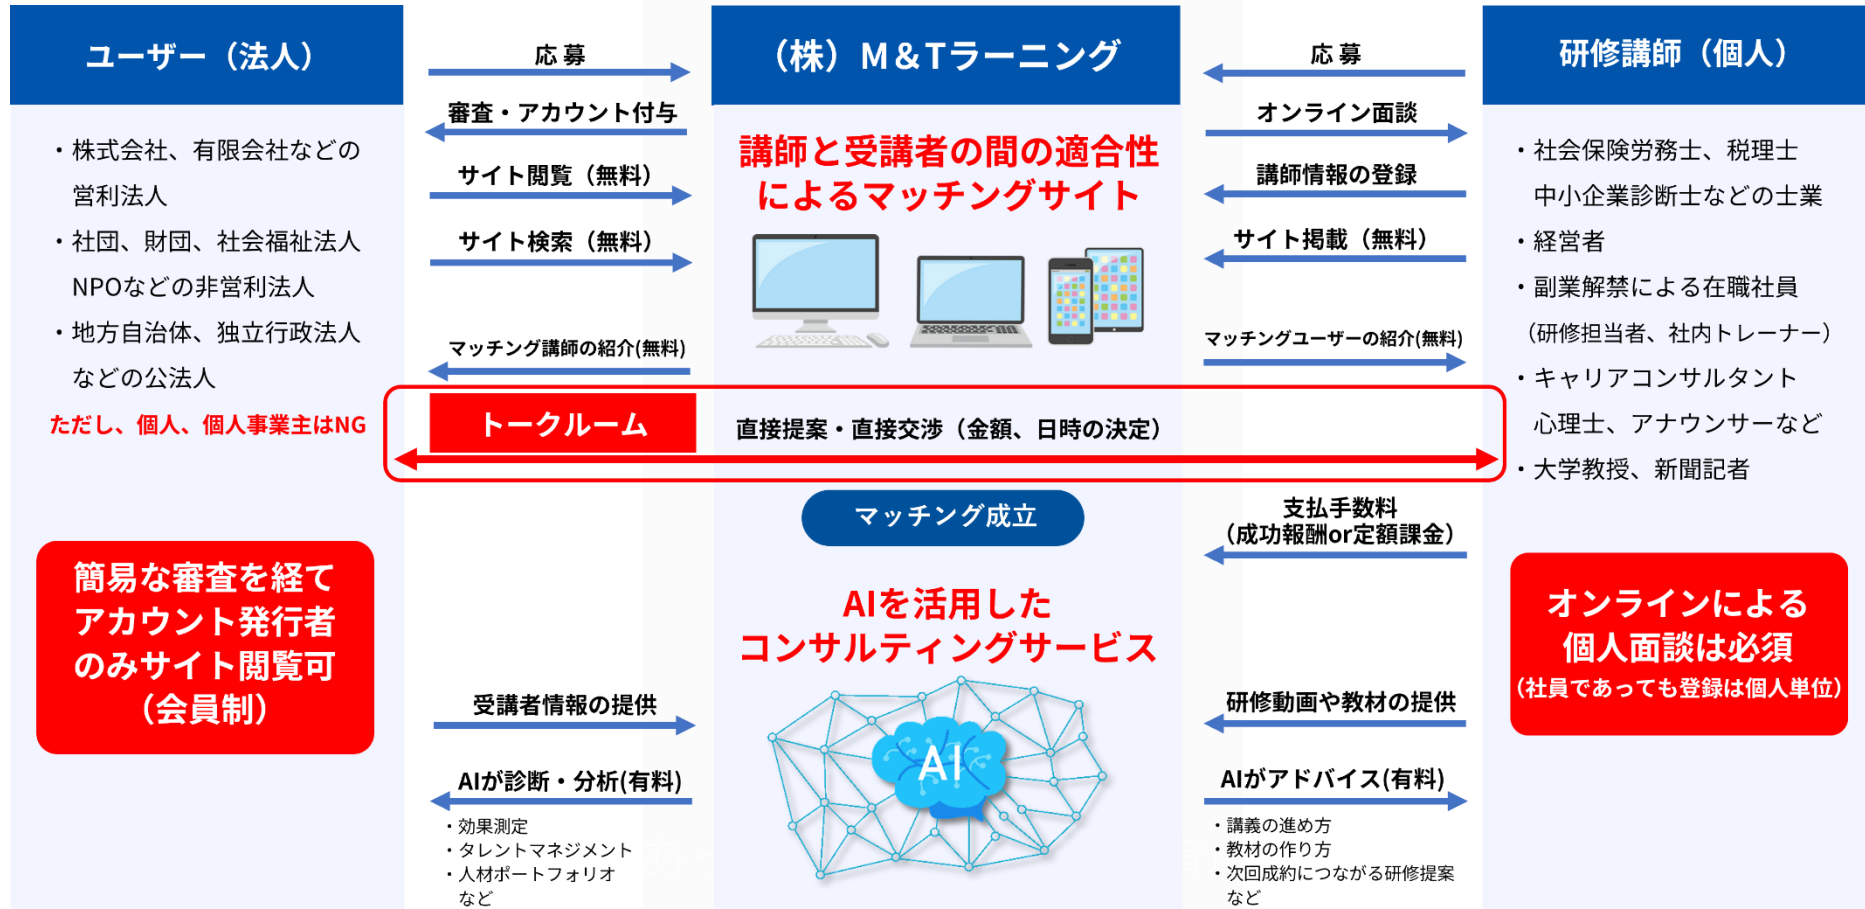 ユーザー（法人）
・株式会社、有限会社などの
営利法人
・社団、財団、社会福祉法人
NPOなどの非営利法人
・地方自治体、独立行政法人
などの公法人
ただし、個人、個人事業主はNG
簡易な審査を経て
アカウント発行者
のみサイト閲覧可
（会員制）
応募
審査・アカウント付与
サイト閲覧（無料）
サイト検索（無料）
マッチング講師の紹介(無料)
（株）M＆Tラーニング
講師と受講者の間の適合性
によるマッチングサイト
応募
オンライン面談
講師情報の登録
サイト掲載（無料）
マッチングユーザーの紹介(無料)
トークルーム
直接提案・直接交渉（金額、日時の決定）
マッチング成立
支払手数料
（成功報酬or定額課金）
AIを活用した
コンサルティングサービス
AI
受講者情報の提供
AIが診断・分析(有料)
・効果測定
・タレントマネジメント
・人材ポートフォリオ
など
研修動画や教材の提供
AIがアドバイス(有料)
・講義の進め方
・教材の作り方
・次回成約につながる研修提案
など
研修講師（個人）
・社会保険労務士、税理士
中小企業診断士などの士業
・経営者
・副業解禁による在職社員
（研修担当者、社内トレーナー）
・キャリアコンサルタント
心理士、アナウンサーなど
・大学教授、新聞記者
オンラインによる
個人面談は必須
（社員であっても登録は個人単位）